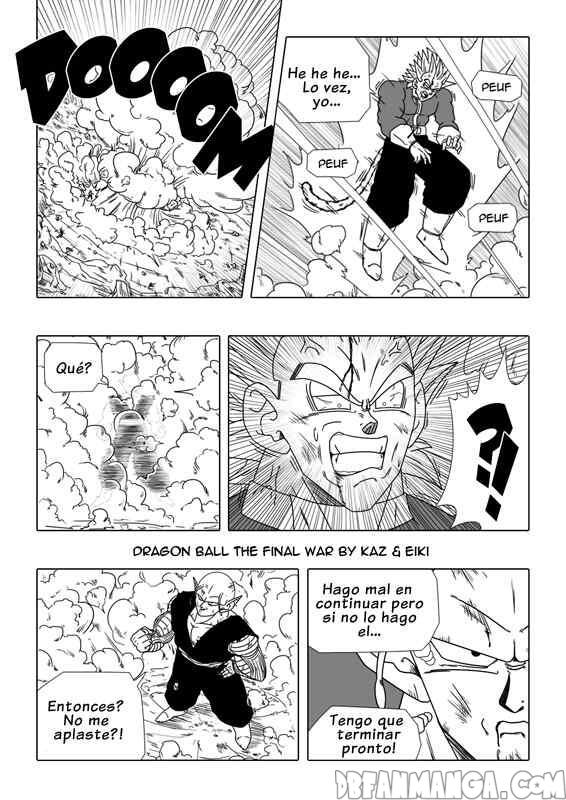 DOOOOM
He he he...
Lo vez,
yo...
PEUF
PEUF
PEUF
PEUF
Qué?
?!!
DRAGON BALL THE FINAL WAR BY KAZ & EIKI
Entonces?
No me
aplaste?!
Hago mal en
continuar pero
si no lo hago
el...
Tengo que
terminar
pronto!
DBFANMANGA.COM